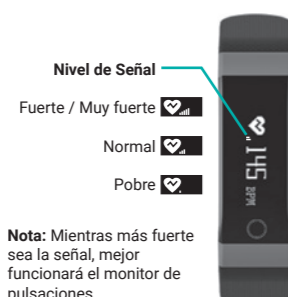 Nivel de Señal
Fuerte / Muy fuerte
Normal
Pobre
Nota: Mientras más fuerte
sea la señal, mejor
funcionará el monitor de
pulsaciones
145
BPM